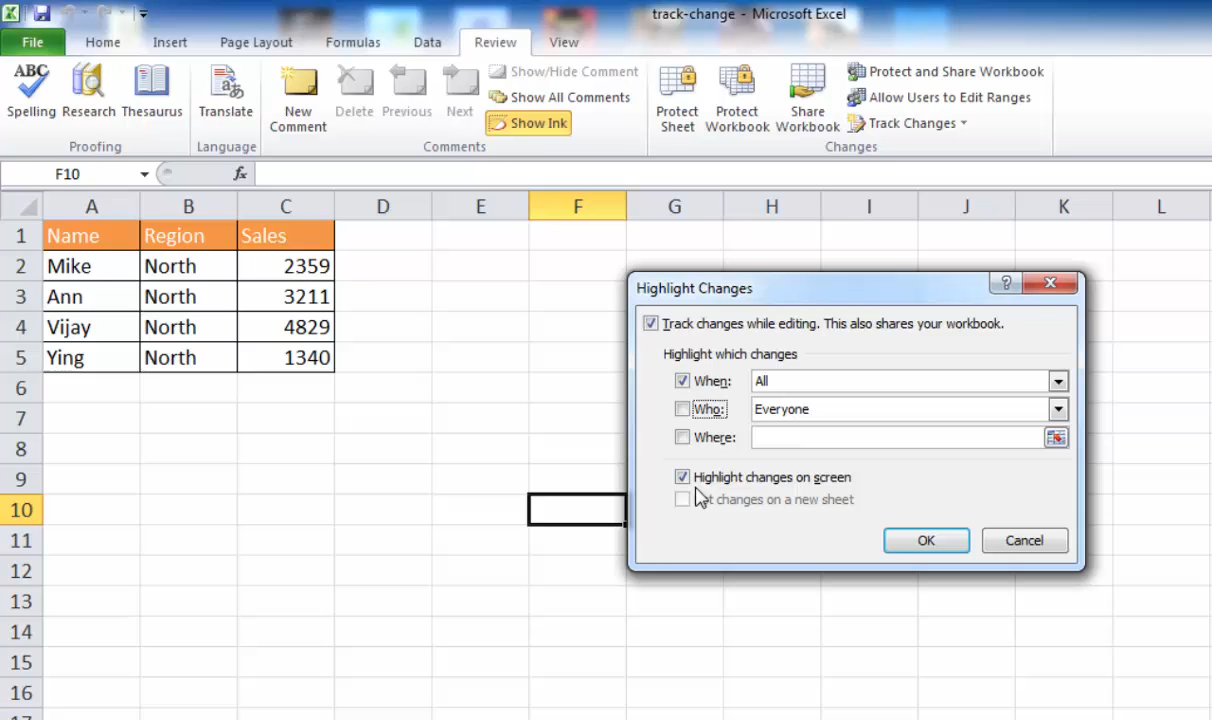 track-change - Microsoft Excel
File Home Insert Page Layout Formulas Data Review View
ABC
Spelling Research Thesaurus Translate New Comment Delete Previous Next
Show/Hide Comment
Show All Comments
Show Ink
Protect Sheet Protect Workbook Share Workbook
Protect and Share Workbook
Allow Users to Edit Ranges
Track Changes
Proofing Language Comments Changes
F10 fx
A B C D E F G H I J K L
1 Name Region Sales
2 Mike North 2359
3 Ann North 3211
4 Vijay North 4829
5 Ying North 1340
6
7
8
9
10
11
12
13
14
15
16
Highlight Changes
Track changes while editing. This also shares your workbook.
Highlight which changes
When: All
Who: Everyone
Where:
Highlight changes on screen
changes on a new sheet
OK Cancel